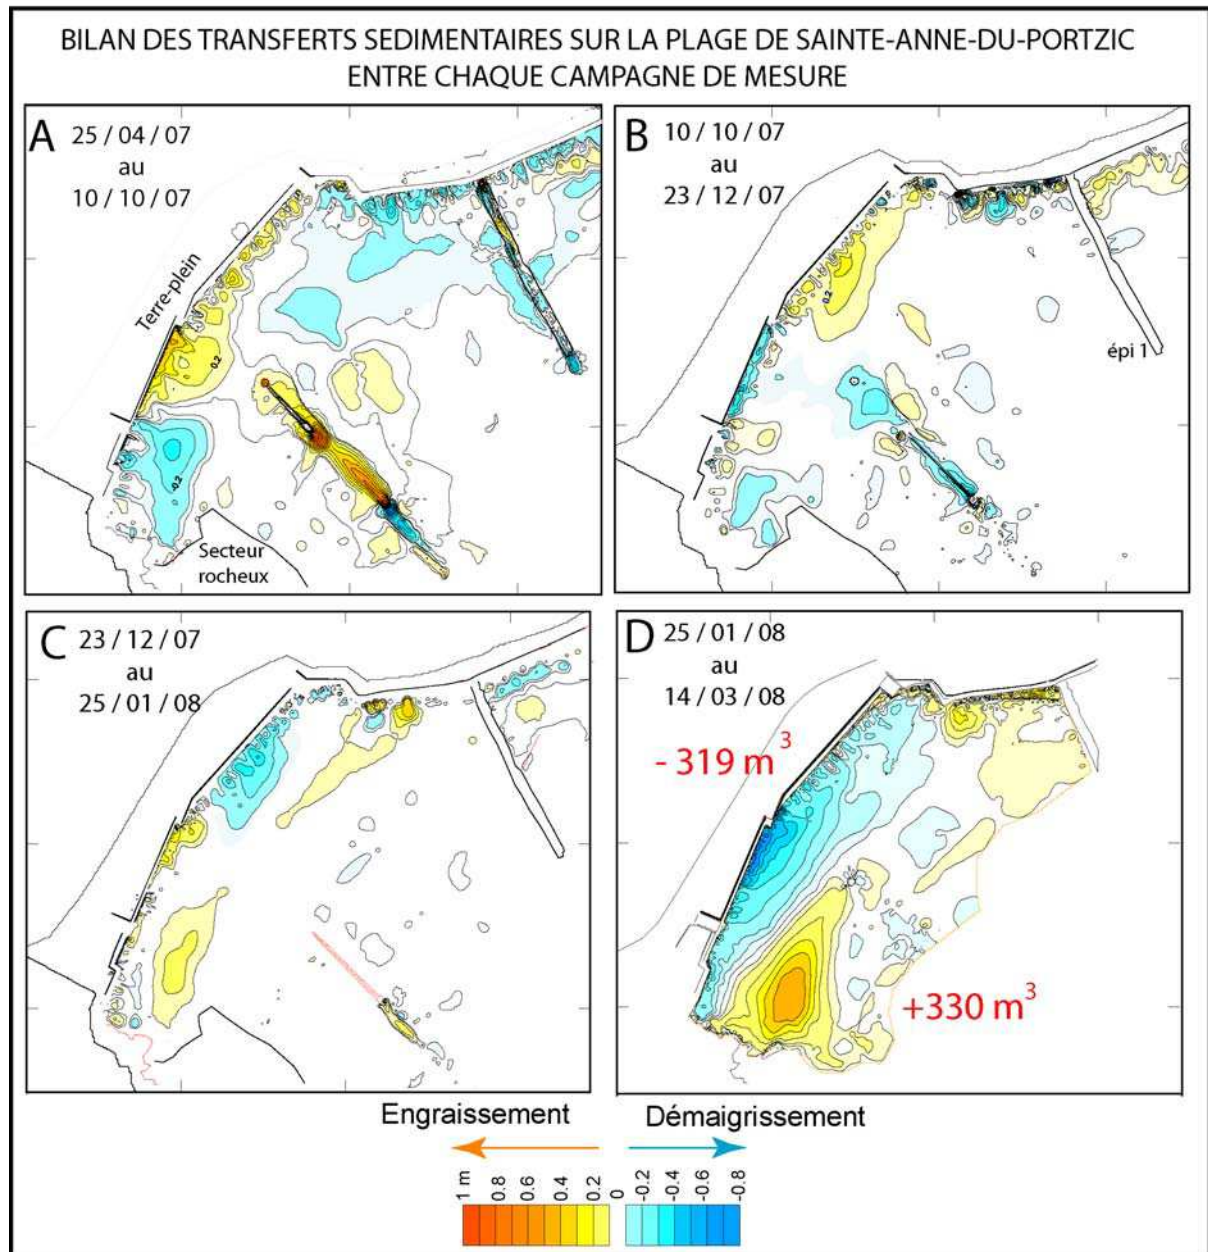 BILAN DES TRANSFERTS SEDIMENTAIRES SUR LA PLAGE DE SAINTE-ANNE-DU-PORTZIC
ENTRE CHAQUE CAMPAGNE DE MESURE
A
25 / 04 / 07
au
10 / 10 / 07
Terre-plein
0.2
-0.2
Secteur
rocheux
B
10 / 10 / 07
au
23 / 12 / 07
0.2
épi 1
C
23 / 12 / 07
au
25 / 01 / 08
D
25 / 01 / 08
au
14 / 03 / 08
- 319 m³
+330 m³
Engraissement
Démaigrissement
1 m
0.8
0.6
0.4
0.2
0
-0.2
-0.4
-0.6
-0.8